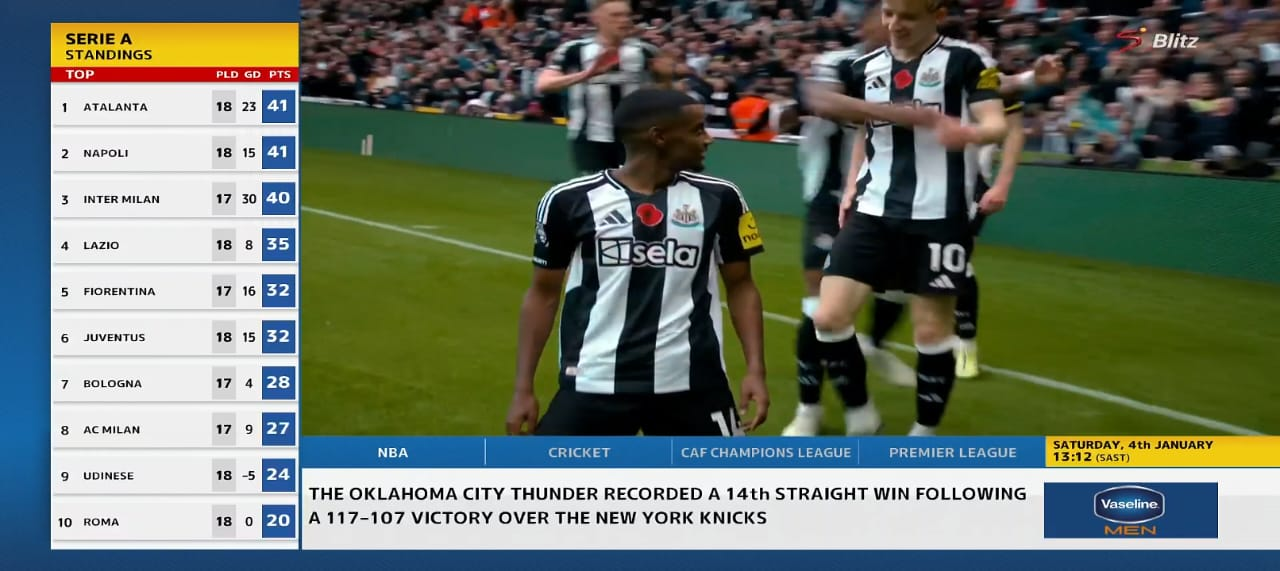 SERIE A
STANDINGS
TOP PLD GD PTS
1 ATALANTA 18 23 41
2 NAPOLI 18 15 41
3 INTER MILAN 17 30 40
4 LAZIO 18 8 35
5 FIORENTINA 17 16 32
6 JUVENTUS 18 15 32
7 BOLOGNA 17 4 28
8 AC MILAN 17 9 27
9 UDINESE 18 -5 24
10 ROMA 18 0 20
Blitz
sela
10
NBA CRICKET CAF CHAMPIONS LEAGUE PREMIER LEAGUE
SATURDAY, 4th JANUARY
13:12 (SAST)
THE OKLAHOMA CITY THUNDER RECORDED A 14th STRAIGHT WIN FOLLOWING
A 117-107 VICTORY OVER THE NEW YORK KNICKS
Vaseline
MEN